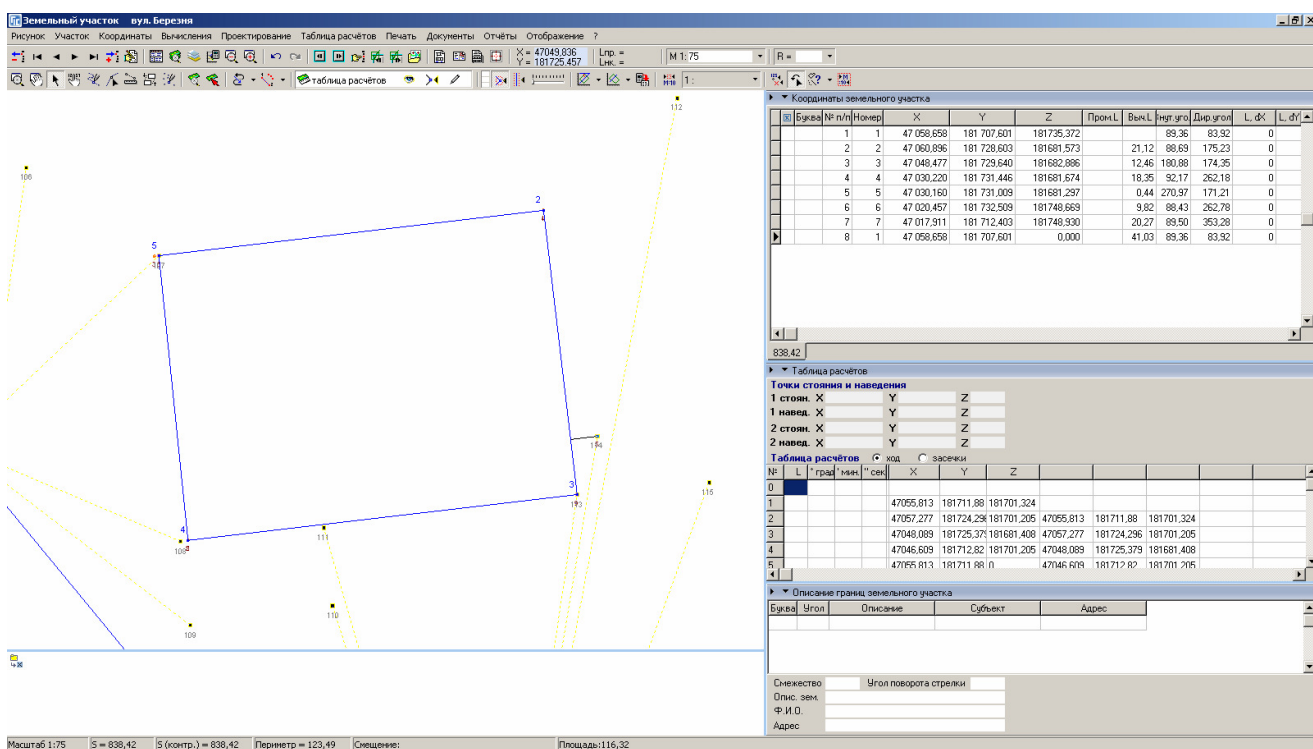 Земельный участок вул. Березня
Рисунок Участок Координаты Вычисления Проектирование Таблица расчётов Печать Документы Отчёты Отображение ?
X = 47049,836 Lпр. =
Y = 181725.457 Lнк. =
М 1: 75
R =
таблица расчётов
1 :
112
106
2
5
107
114
3
113
115
4
108
111
110
109
Координаты земельного участка
Буква № п/п Номер X Y Z Пром.L Выч.L Внут.уго. Дир.угол L, dX L, dY
1 1 47 058,658 181 707,601 181735,372 89,36 83,92 0
2 2 47 060,896 181 728,603 181681,573 21,12 88,69 175,23 0
3 3 47 048,477 181 729,640 181682,886 12,46 180,88 174,35 0
4 4 47 030,220 181 731,446 181681,674 18,35 92,17 262,18 0
5 5 47 030,160 181 731,009 181681,297 0,44 270,97 171,21 0
6 6 47 020,457 181 732,509 181748,669 9,82 88,43 262,78 0
7 7 47 017,911 181 712,403 181748,930 20,27 89,50 353,28 0
8 1 47 058,658 181 707,601 0,000 41,03 89,36 83,92 0
838,42
Таблица расчётов
Точки стояния и наведения
1 стоян. X Y Z
1 навед. X Y Z
2 стоян. X Y Z
2 навед. X Y Z
Таблица расчётов ход засечки
№ L ° град ' мин. '' сек X Y Z
0
1 47055,813 181711,88 181701,324
2 47057,277 181724,296 181701,205 47055,813 181711,88 181701,324
3 47048,089 181725,379 181681,408 47057,277 181724,296 181701,205
4 47046,609 181712,82 181701,205 48048,089 181725,379 181681,408
5 47055,813 181711,88 0 47046,609 181712,82 181701,205
Описание границ земельного участка
Буква Угол Описание Субъект Адрес
Смежество Угол поворота стрелки
Опис. зем.
Ф.И.О.
Адрес
Масштаб 1:75 S = 838,42 S (контр.) = 838,42 Периметр = 123,49 Смещение: Площадь:116,32